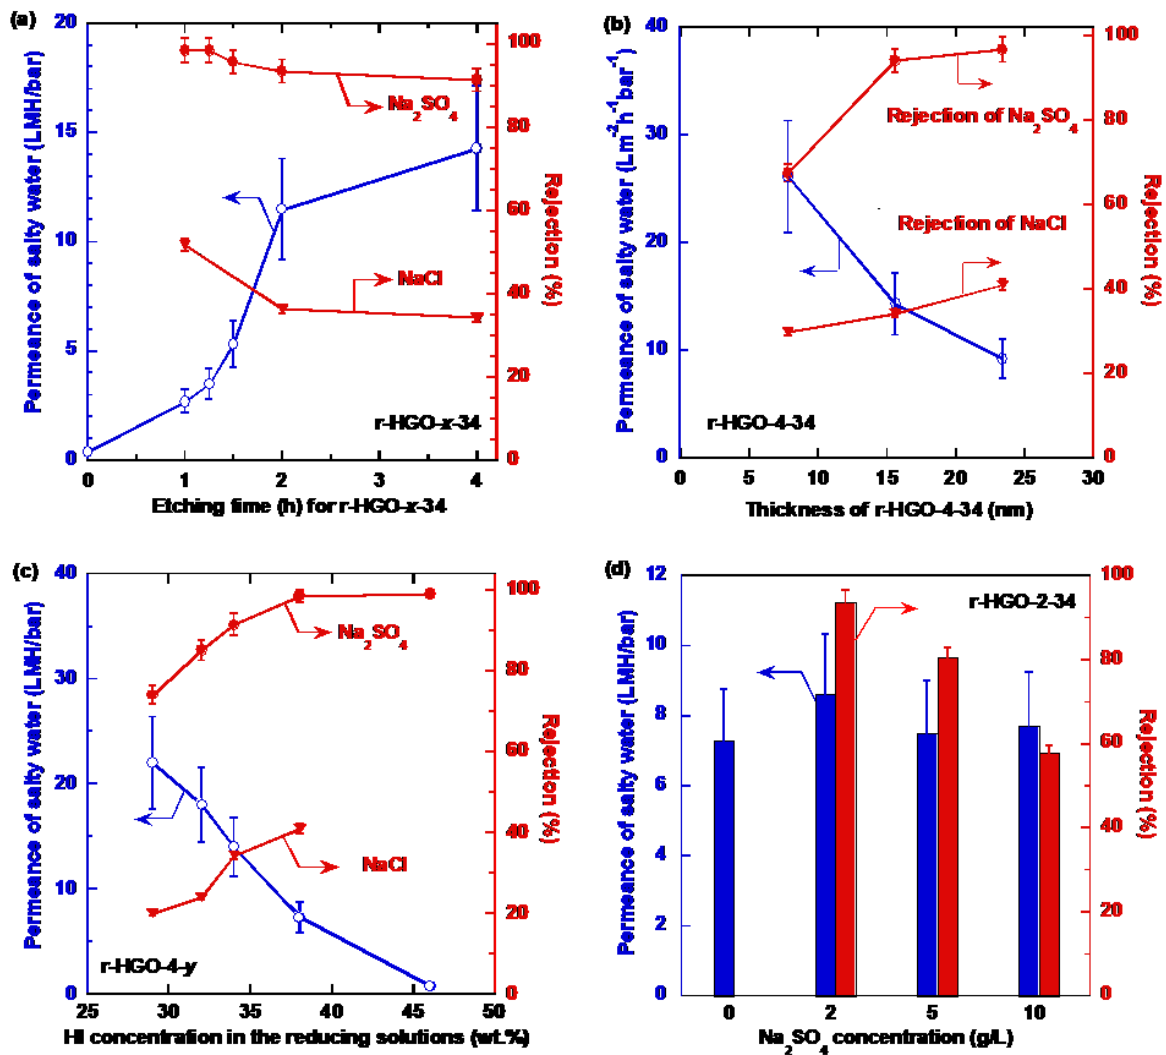 (a)
Permeance of salty water (LMH/bar)
20
15
10
5
0
Na2SO4
NaCl
r-HGO-x-34
100
80
60
40
20
0
Rejection (%)
0 1 2 3 4
Etching time (h) for r-HGO-x-34
(b)
Permeance of salty water (Lm⁻²h⁻¹bar⁻¹)
40
30
20
10
0
Rejection of Na2SO4
Rejection of NaCl
r-HGO-4-34
100
80
60
40
20
0
Rejection (%)
0 5 10 15 20 25 30
Thickness of r-HGO-4-34 (nm)
(c)
Permeance of salty water (LMH/bar)
40
30
20
10
0
Na2SO4
NaCl
r-HGO-4-y
100
80
60
40
20
0
Rejection (%)
25 30 35 40 45 50
HI concentration in the reducing solutions (wt.%)
(d)
Permeance of salty water (LMH/bar)
12
10
8
6
4
2
0
r-HGO-2-34
100
80
60
40
20
0
Rejection (%)
0 2 5 10
Na2SO4 concentration (g/L)